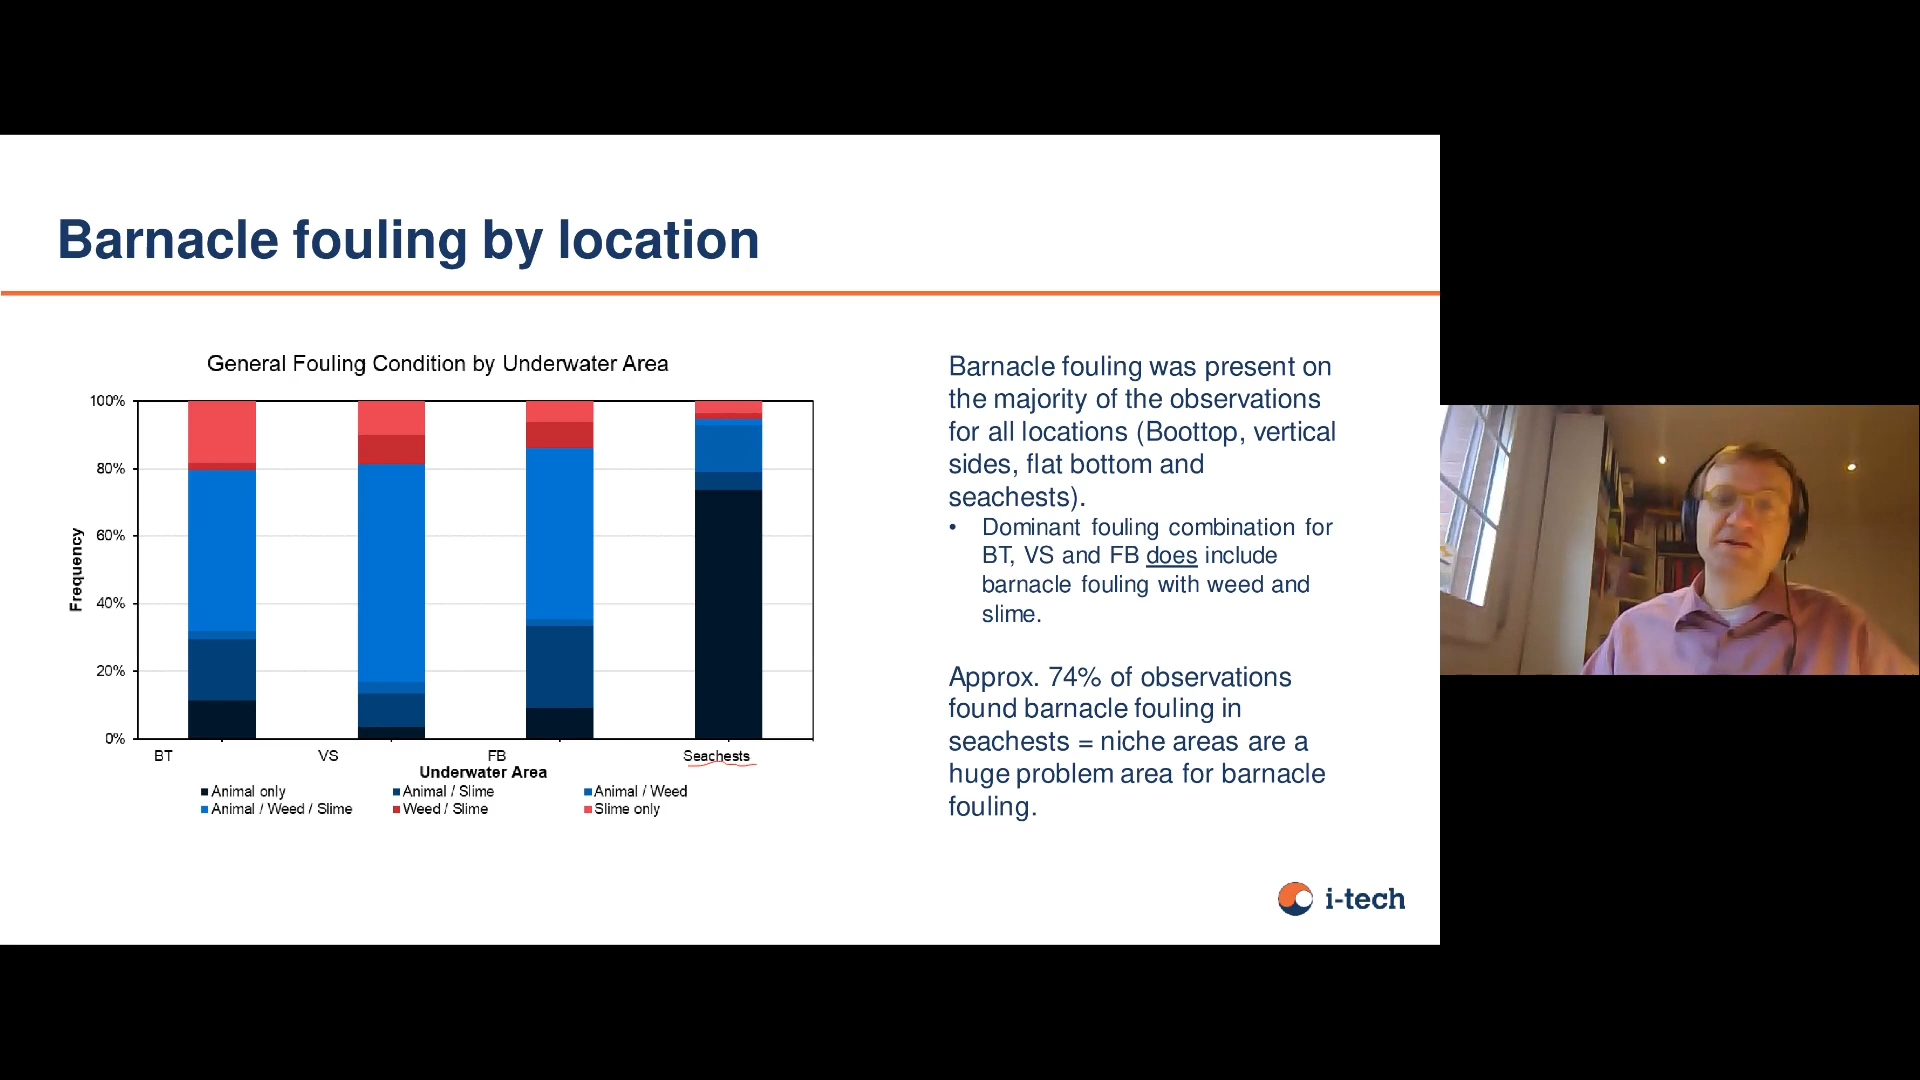 Barnacle fouling by location
General Fouling Condition by Underwater Area
100%
80%
60%
40%
20%
0%
Frequency
BT VS FB Seachests
Underwater Area
Animal only Animal / Slime Animal / Weed
Animal / Weed / Slime Weed / Slime Slime only
Barnacle fouling was present on
the majority of the observations
for all locations (Boottop, vertical
sides, flat bottom and
seachests).
• Dominant fouling combination for
BT, VS and FB does include
barnacle fouling with weed and
slime.
Approx. 74% of observations
found barnacle fouling in
seachests = niche areas are a
huge problem area for barnacle
fouling.
i-tech